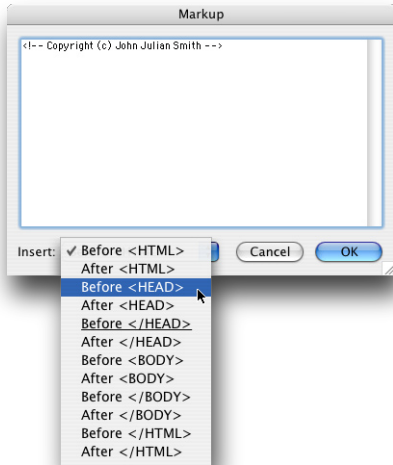 Markup
<!-- Copyright (c) John Julian Smith -->
Insert: ✓ Before <HTML> Cancel OK
After <HTML>
Before <HEAD>
After <HEAD>
Before </HEAD>
After </HEAD>
Before <BODY>
After <BODY>
Before </BODY>
After </BODY>
Before </HTML>
After </HTML>